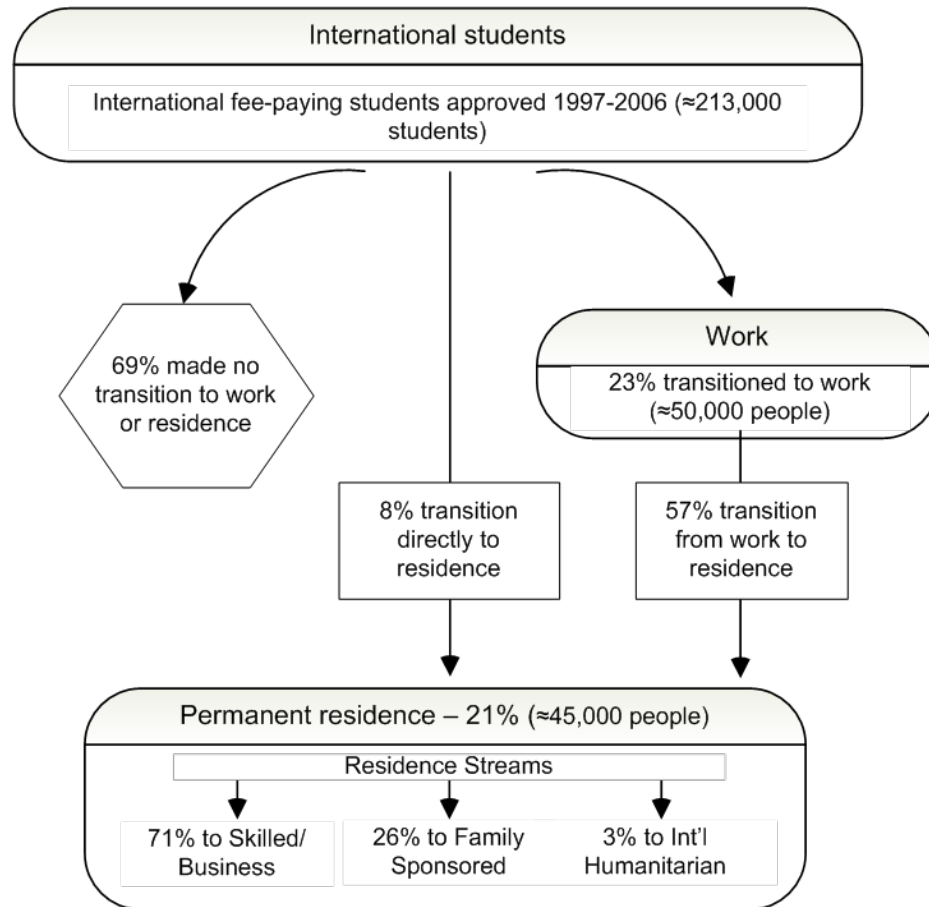 International students
International fee-paying students approved 1997-2006 (≈213,000
students)
69% made no
transition to work
or residence
Work
23% transitioned to work
(≈50,000 people)
8% transition
directly to
residence
57% transition
from work to
residence
Permanent residence – 21% (≈45,000 people)
Residence Streams
71% to Skilled/
Business
26% to Family
Sponsored
3% to Int'l
Humanitarian